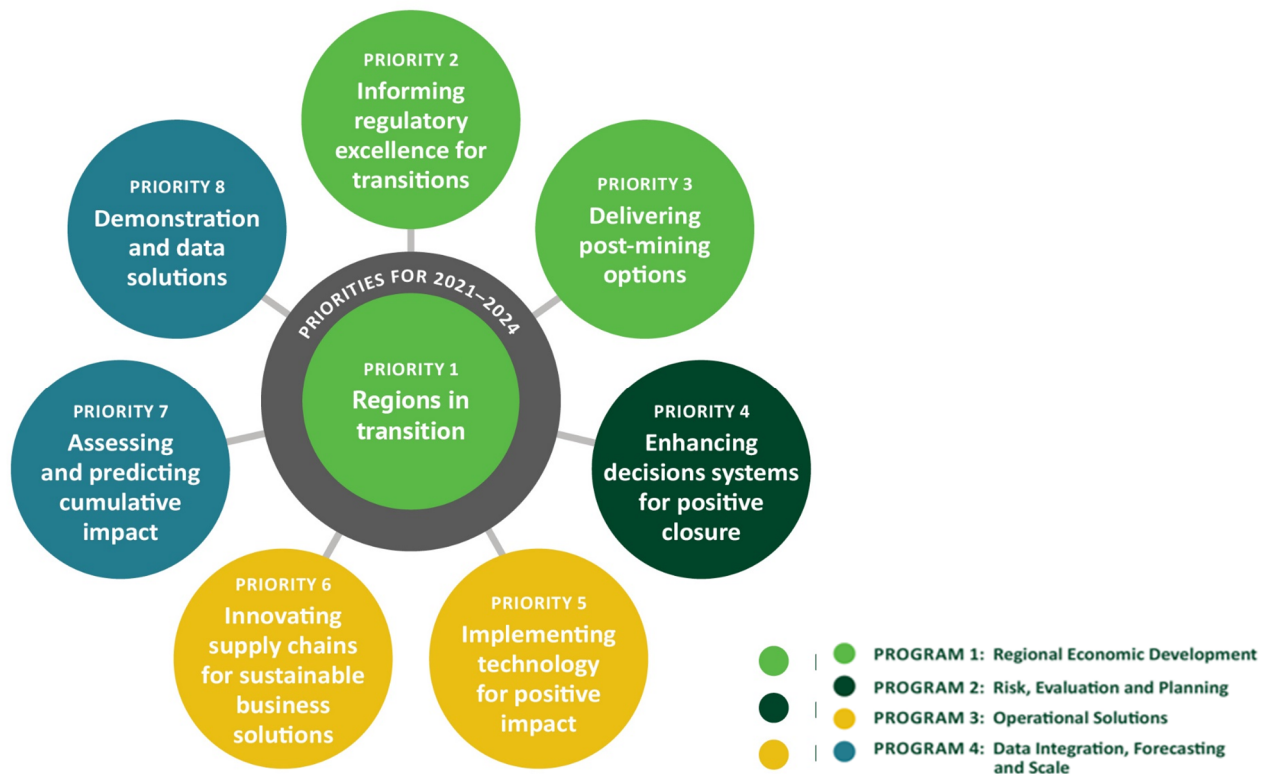 PRIORITY 2
Informing
regulatory
excellence for
transitions
PRIORITY 8
Demonstration
and data
solutions
PRIORITY 3
Delivering
post-mining
options
PRIORITIES FOR 2021–2024
PRIORITY 1
Regions in
transition
PRIORITY 7
Assessing
and predicting
cumulative
impact
PRIORITY 4
Enhancing
decisions systems
for positive
closure
PRIORITY 6
Innovating
supply chains
for sustainable
business
solutions
PRIORITY 5
Implementing
technology
for positive
impact
PROGRAM 1: Regional Economic Development
PROGRAM 2: Risk, Evaluation and Planning
PROGRAM 3: Operational Solutions
PROGRAM 4: Data Integration, Forecasting
and Scale